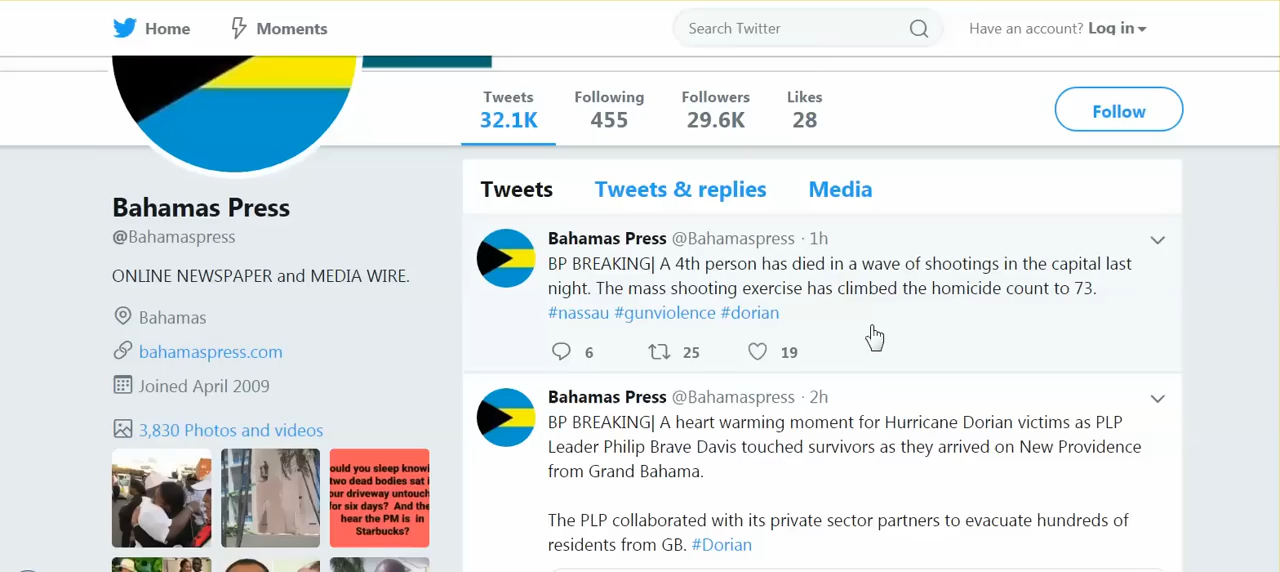 Home
Moments
Search Twitter
Have an account? Log in
Tweets
32.1K
Following
455
Followers
29.6K
Likes
28
Follow
Bahamas Press
@Bahamaspress
ONLINE NEWSPAPER and MEDIA WIRE.
Bahamas
bahamaspress.com
Joined April 2009
3,830 Photos and videos
ould you sleep knowi
two dead bodies sat i
our driveway untouch
for six days? And the
hear the PM is in
Starbucks?
Tweets Tweets & replies Media
Bahamas Press @Bahamaspress · 1h
BP BREAKING| A 4th person has died in a wave of shootings in the capital last
night. The mass shooting exercise has climbed the homicide count to 73.
#nassau #gunviolence #dorian
6 25 19
Bahamas Press @Bahamaspress · 2h
BP BREAKING| A heart warming moment for Hurricane Dorian victims as PLP
Leader Philip Brave Davis touched survivors as they arrived on New Providence
from Grand Bahama.
The PLP collaborated with its private sector partners to evacuate hundreds of
residents from GB. #Dorian